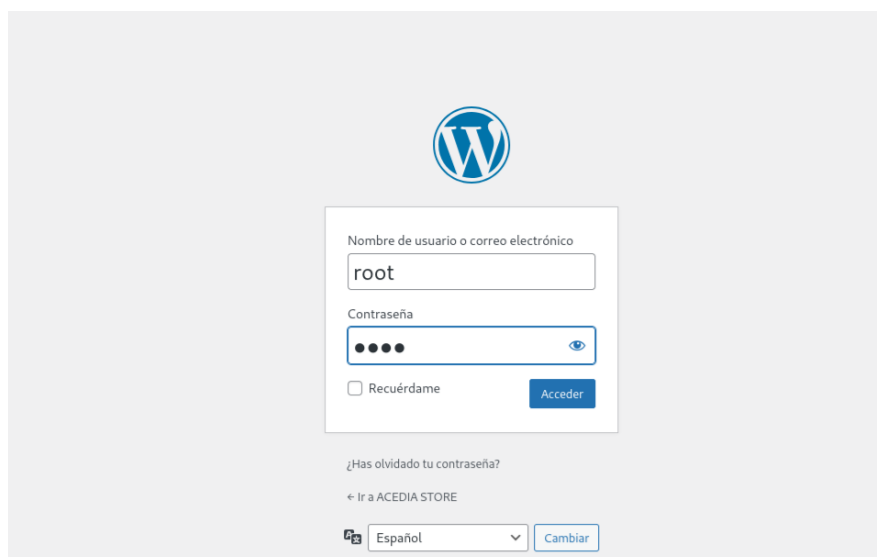 Nombre de usuario o correo electrónico
root
Contraseña
●●●●
Recuérdame
Acceder
¿Has olvidado tu contraseña?
← Ir a ACEDIA STORE
Español
Cambiar